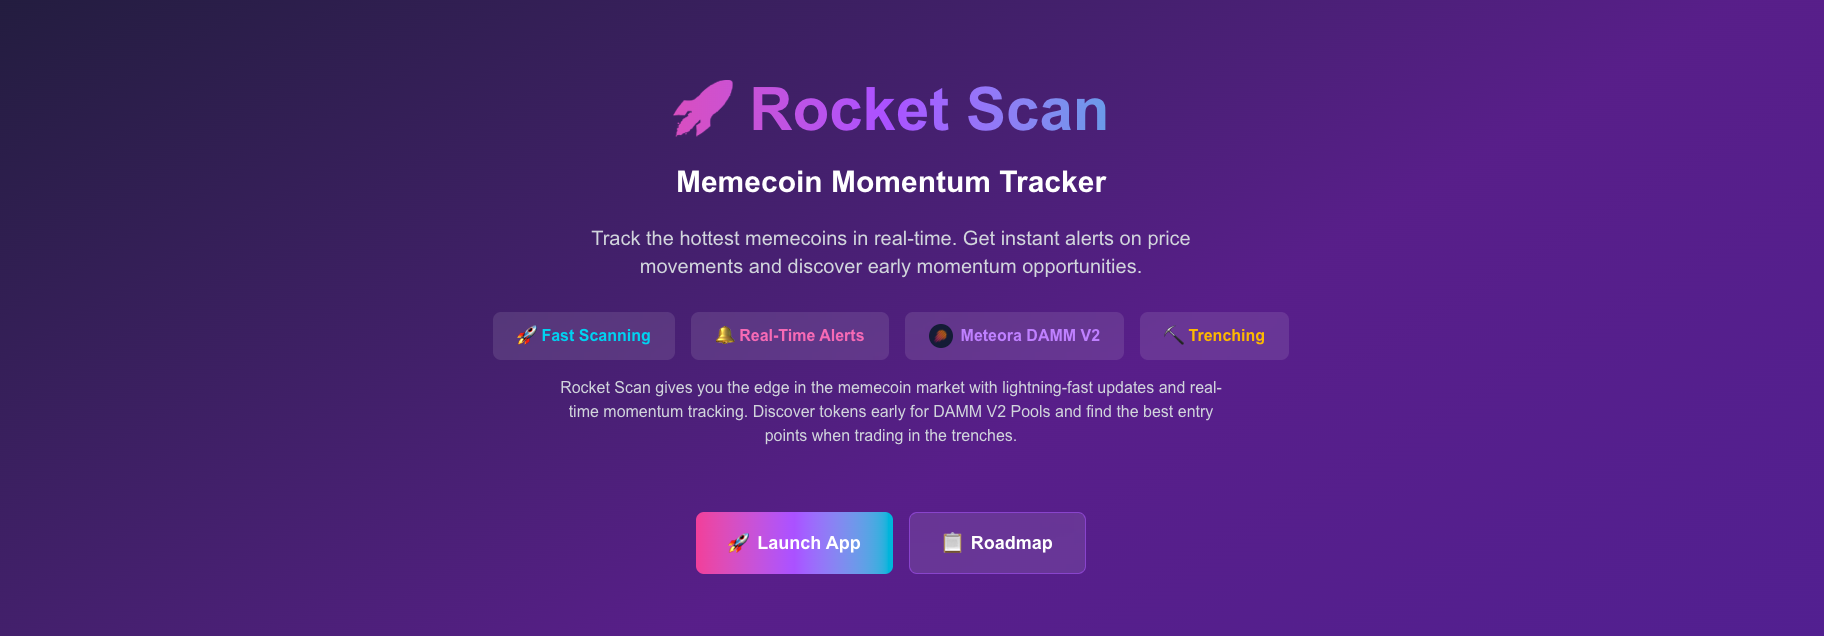 Rocket Scan
Memecoin Momentum Tracker
Track the hottest memecoins in real-time. Get instant alerts on price
movements and discover early momentum opportunities.
Fast Scanning
Real-Time Alerts
Meteora DAMM V2
Trenching
Rocket Scan gives you the edge in the memecoin market with lightning-fast updates and real-
time momentum tracking. Discover tokens early for DAMM V2 Pools and find the best entry
points when trading in the trenches.
Launch App
Roadmap